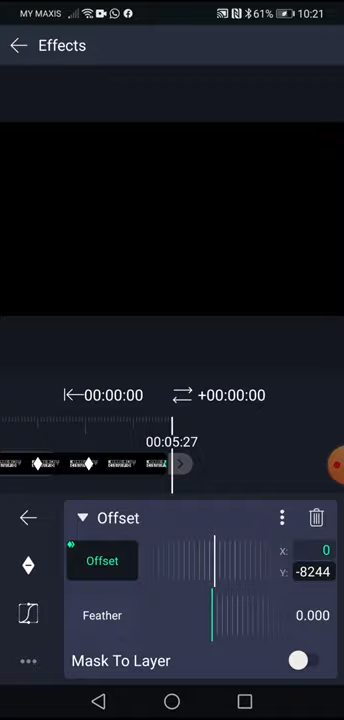 MY MAXIS 61% 10:21
Effects
00:00:00 +00:00:00
00:05:27
Offset
Offset X: 0
Y: -8244
Feather 0.000
Mask To Layer